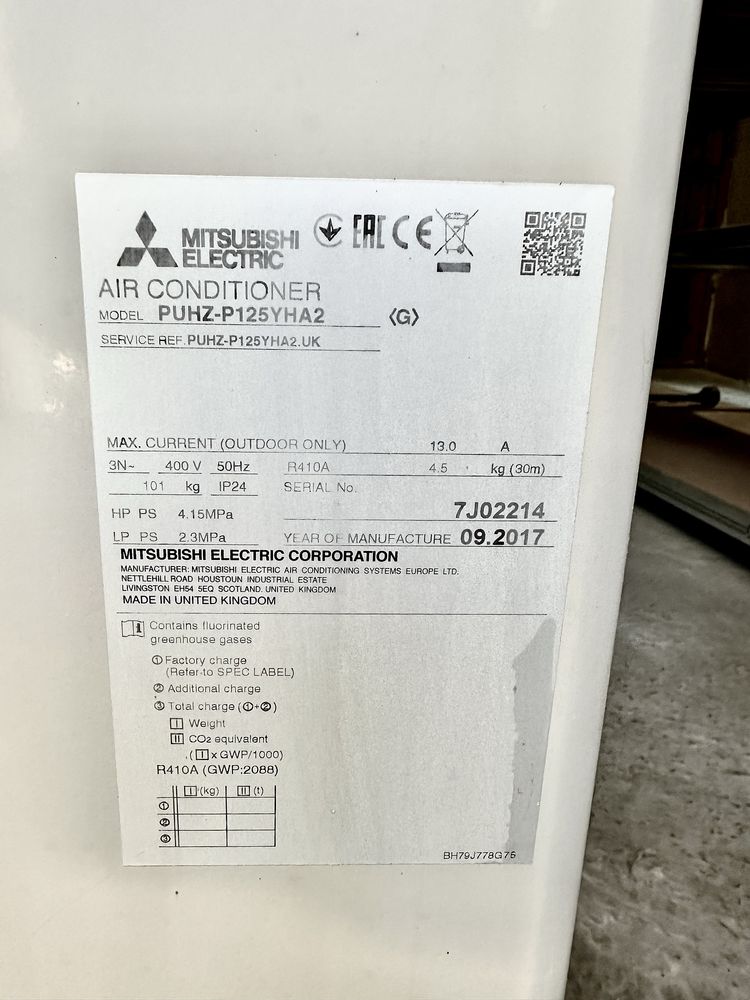 MITSUBISHI
ELECTRIC
EAC CE
AIR CONDITIONER
MODEL PUHZ-P125YHA2 〈G〉
SERVICE REF. PUHZ-P125YHA2.UK
MAX. CURRENT (OUTDOOR ONLY) 13.0 A
3N~ 400 V 50Hz R410A 4.5 kg (30m)
101 kg IP24 SERIAL No.
HP PS 4.15MPa 7J02214
LP PS 2.3MPa YEAR OF MANUFACTURE 09.2017
MITSUBISHI ELECTRIC CORPORATION
MANUFACTURER: MITSUBISHI ELECTRIC AIR CONDITIONING SYSTEMS EUROPE LTD.
NETTLEHILL ROAD HOUSTOUN INDUSTRIAL ESTATE
LIVINGSTON EH54 5EQ SCOTLAND. UNITED KINGDOM
MADE IN UNITED KINGDOM
i Contains fluorinated
greenhouse gases
① Factory charge
(Refer to SPEC LABEL)
② Additional charge
③ Total charge (①+②)
I Weight
II CO2 equivalent
(I x GWP/1000)
R410A (GWP:2088)
I (kg) II (t)
①
②
③
BH79J778G76